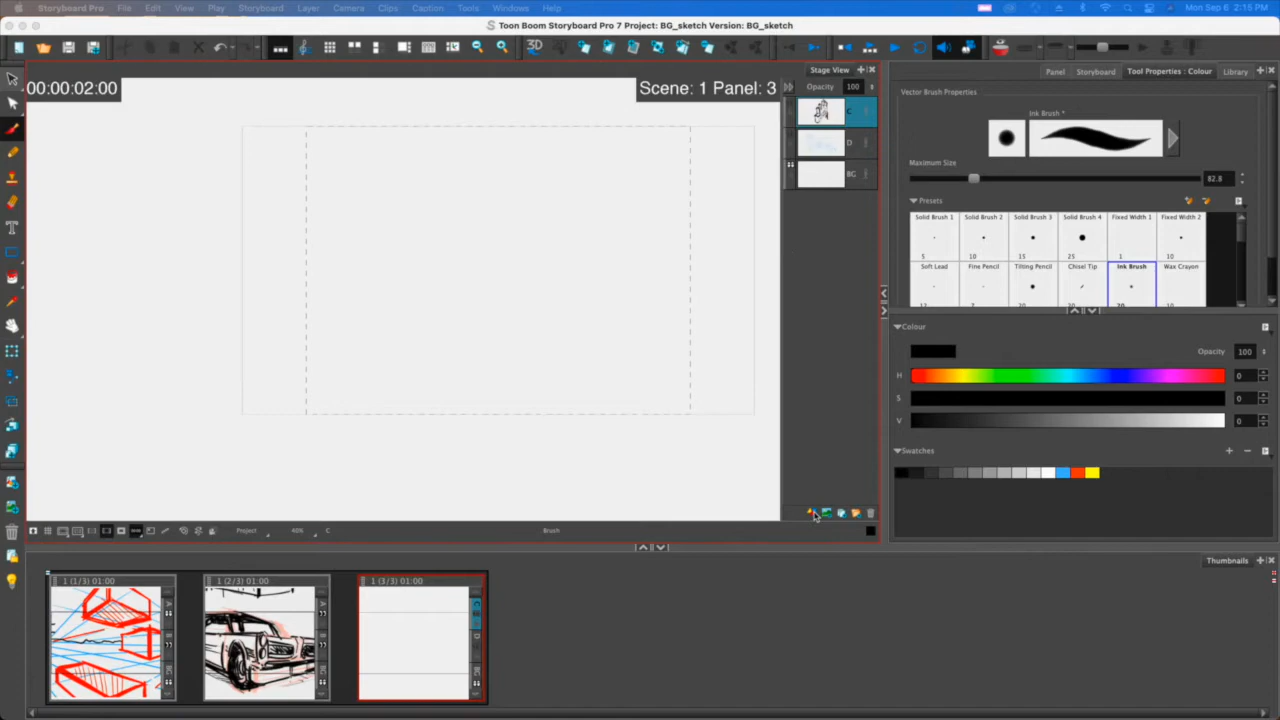 Storyboard Pro File Edit View Play Storyboard Layer Camera Clips Caption Tools Windows Help Mon Sep 6 2:15 PM
Toon Boom Storyboard Pro 7 Project: BG_sketch Version: BG_sketch
3D
00:00:02:00
Scene: 1 Panel: 3
Stage View
Opacity 100
C
D
BG
Panel Storyboard Tool Properties : Colour Library
Vector Brush Properties
Ink Brush *
Maximum Size
82.8
Presets
Solid Brush 1 Solid Brush 2 Solid Brush 3 Solid Brush 4 Fixed Width 1 Fixed Width 2
5 10 15 25 1 10
Soft Lead Fine Pencil Tilting Pencil Chisel Tip Ink Brush Wax Crayon
Colour
Opacity 100
H 0
S 0
V 0
Swatches
Project 40% C Brush
Thumbnails
1 (1/3) 01:00
1 (2/3) 01:00
1 (3/3) 01:00